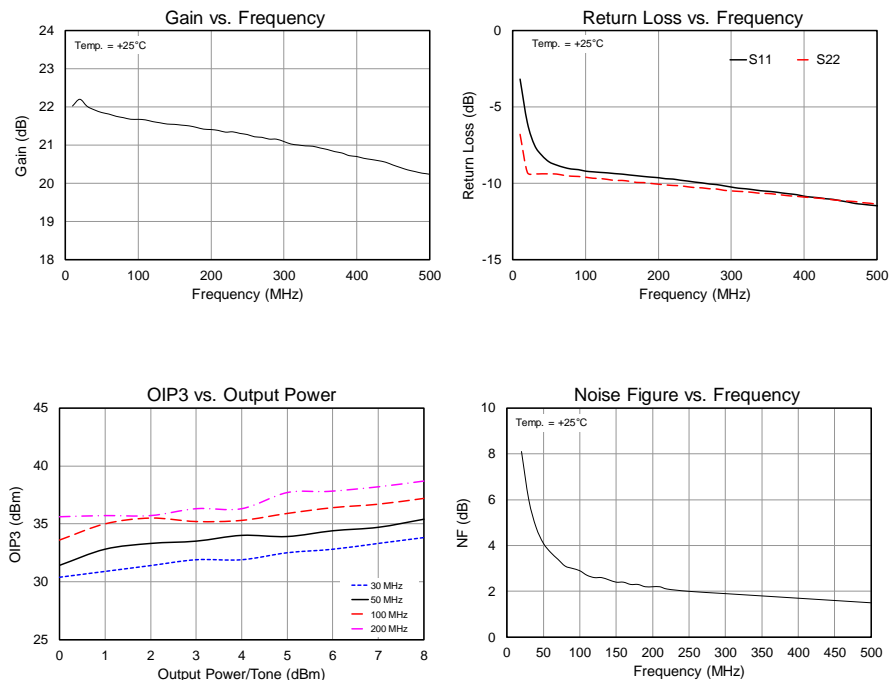 Gain vs. Frequency
Temp. = +25°C
24
23
22
21
20
19
18
Gain (dB)
0 100 200 300 400 500
Frequency (MHz)
Return Loss vs. Frequency
Temp. = +25°C
S11 S22
0
-5
-10
-15
Return Loss (dB)
0 100 200 300 400 500
Frequency (MHz)
OIP3 vs. Output Power
45
40
35
30
25
OIP3 (dBm)
30 MHz
50 MHz
100 MHz
200 MHz
0 1 2 3 4 5 6 7 8
Output Power/Tone (dBm)
Noise Figure vs. Frequency
Temp. = +25°C
10
8
6
4
2
0
NF (dB)
0 50 100 150 200 250 300 350 400 450 500
Frequency (MHz)